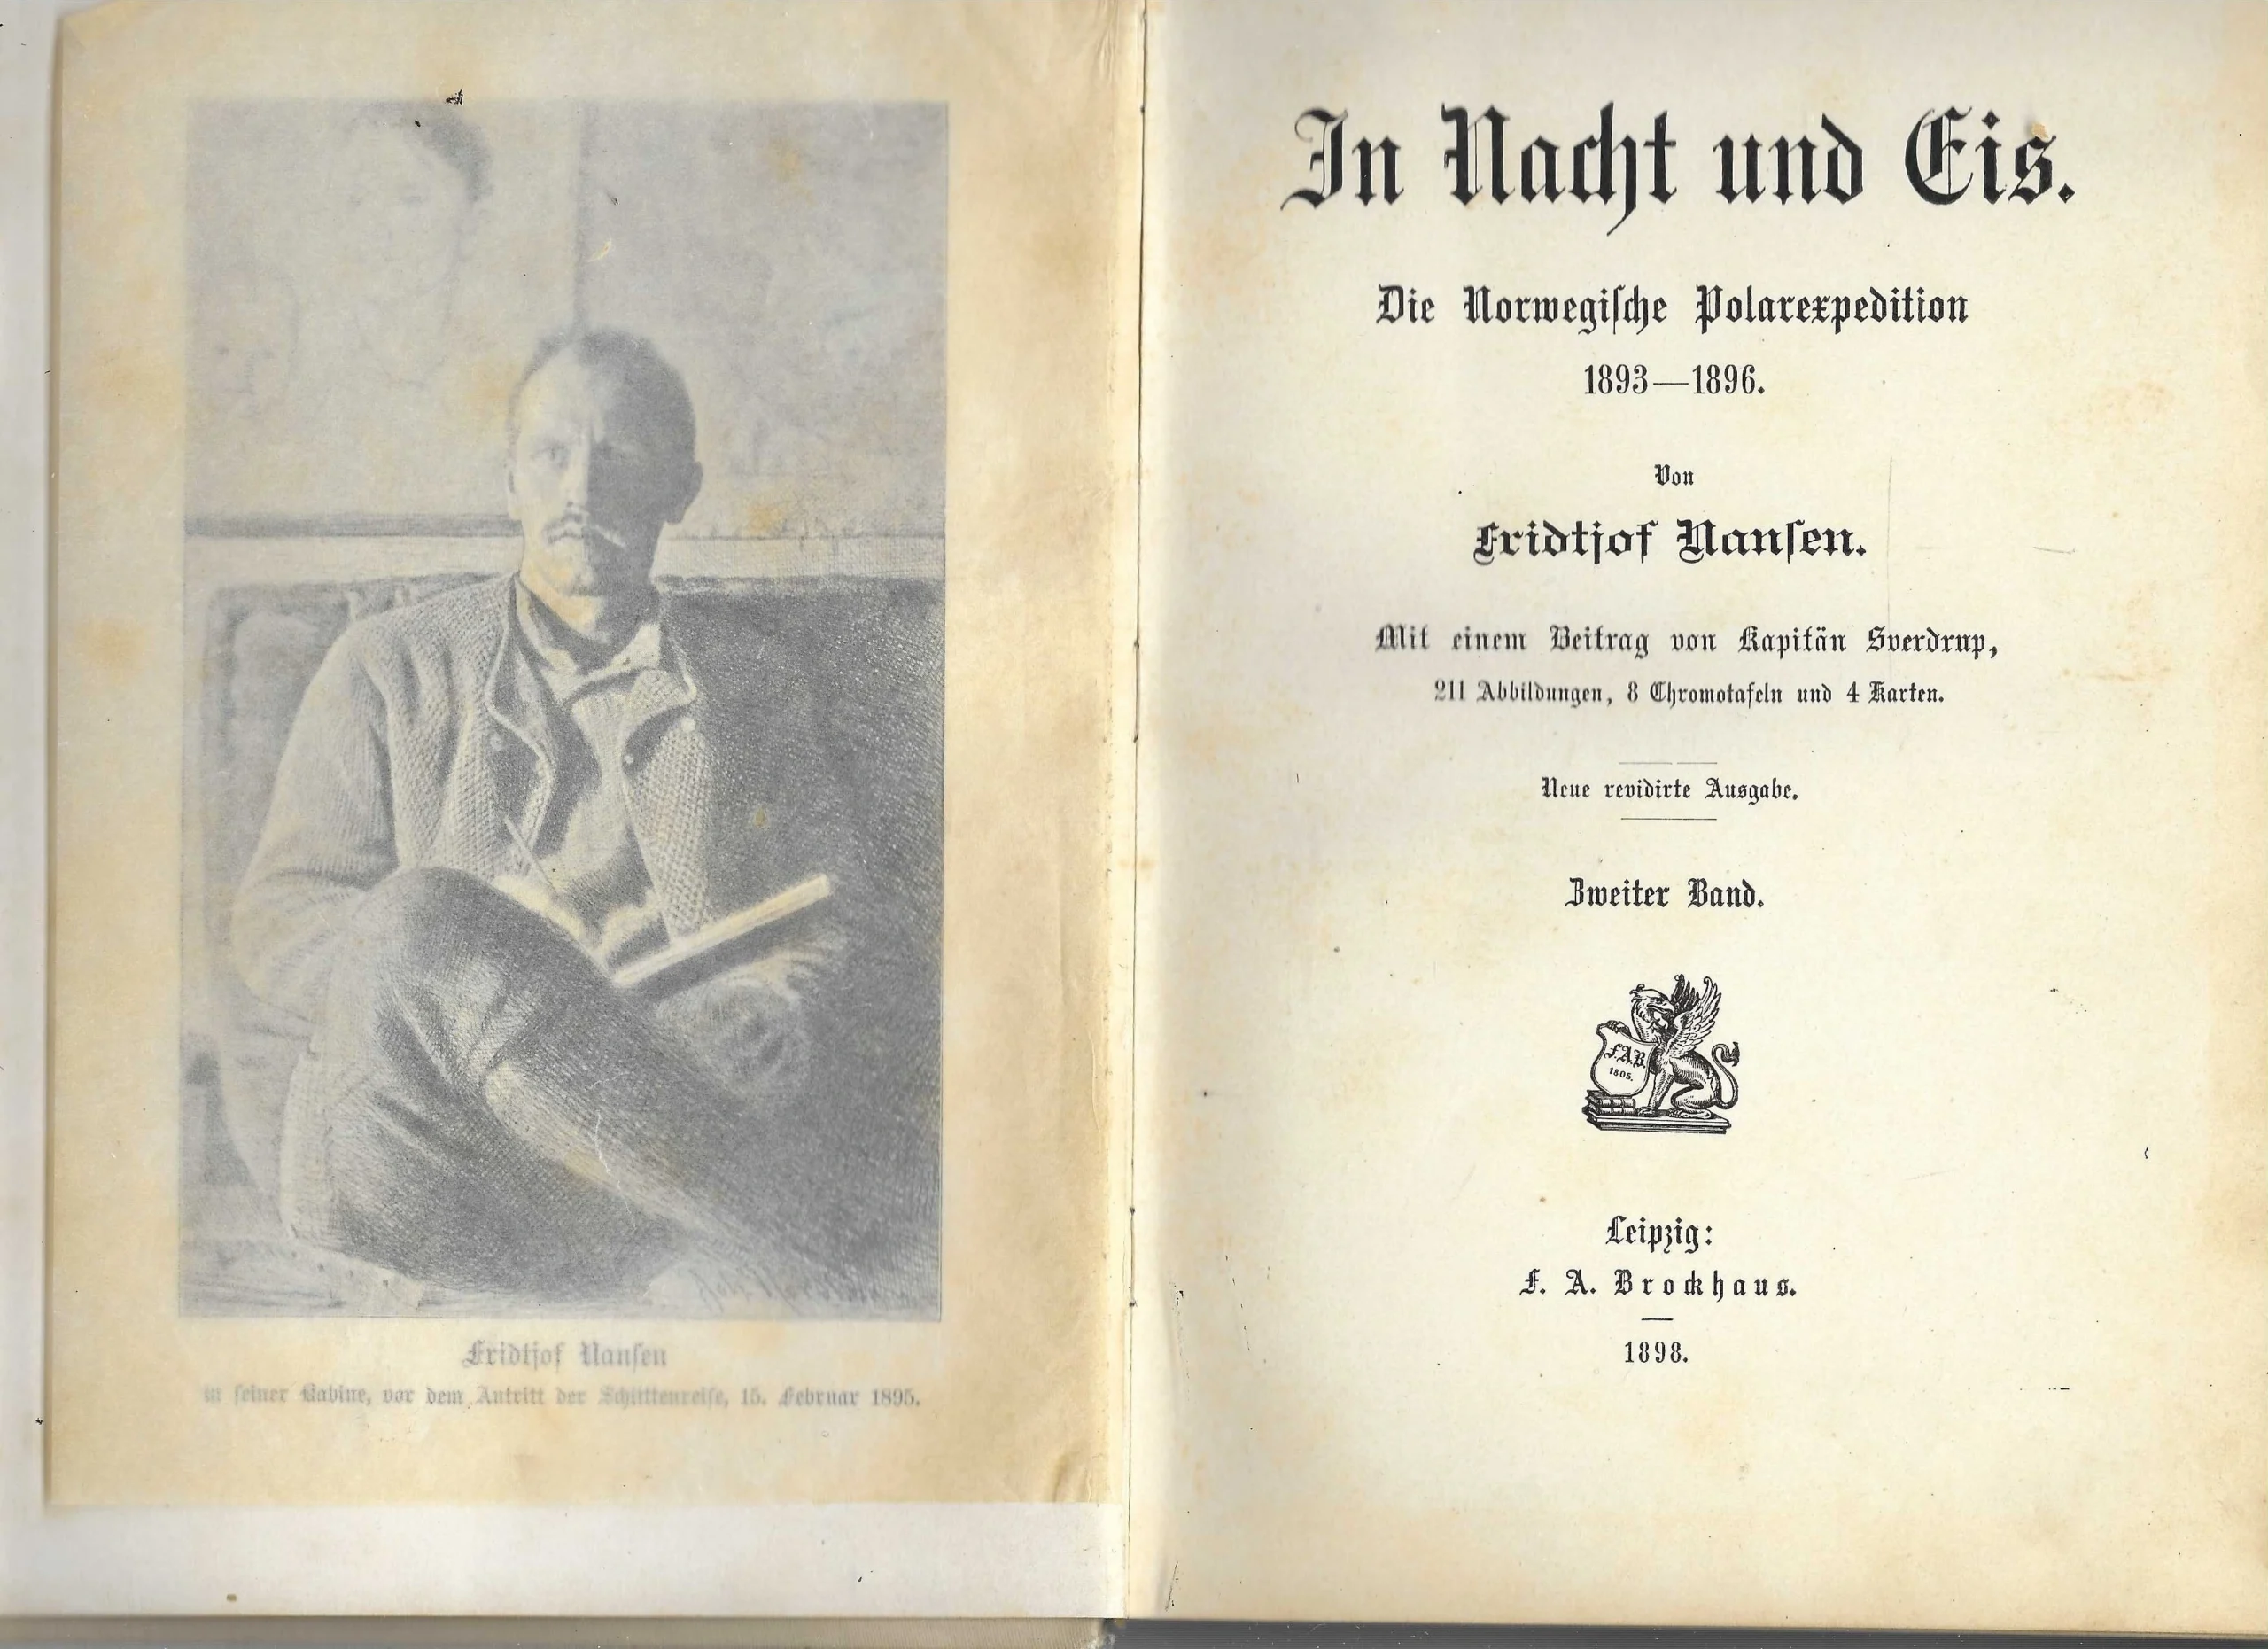 Fridtjof Nanſen
in ſeiner Kabine, vor dem Antritt der Schlittenreiſe, 15. Februar 1895.
In Nacht und Eis.
Die Norwegiſche Polarexpedition
1893—1896.
Von
Fridtjof Nanſen.
Mit einem Beitrag von Kapitän Sverdrup,
211 Abbildungen, 8 Chromotafeln und 4 Karten.
Neue revidirte Ausgabe.
Zweiter Band.
F.A.B.
1805.
Leipzig:
F. A. Brockhaus.
1898.